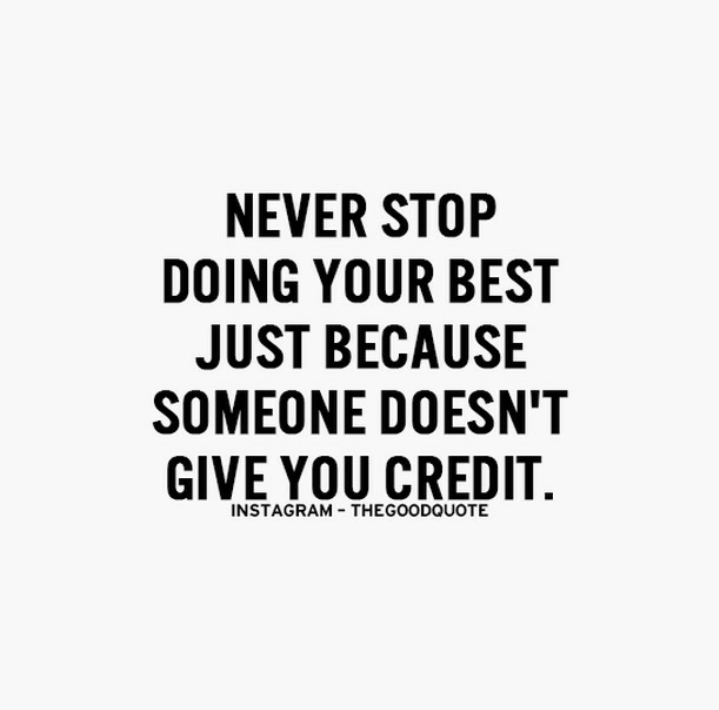 NEVER STOP
DOING YOUR BEST
JUST BECAUSE
SOMEONE DOESN'T
GIVE YOU CREDIT.
INSTAGRAM - THEGOODQUOTE